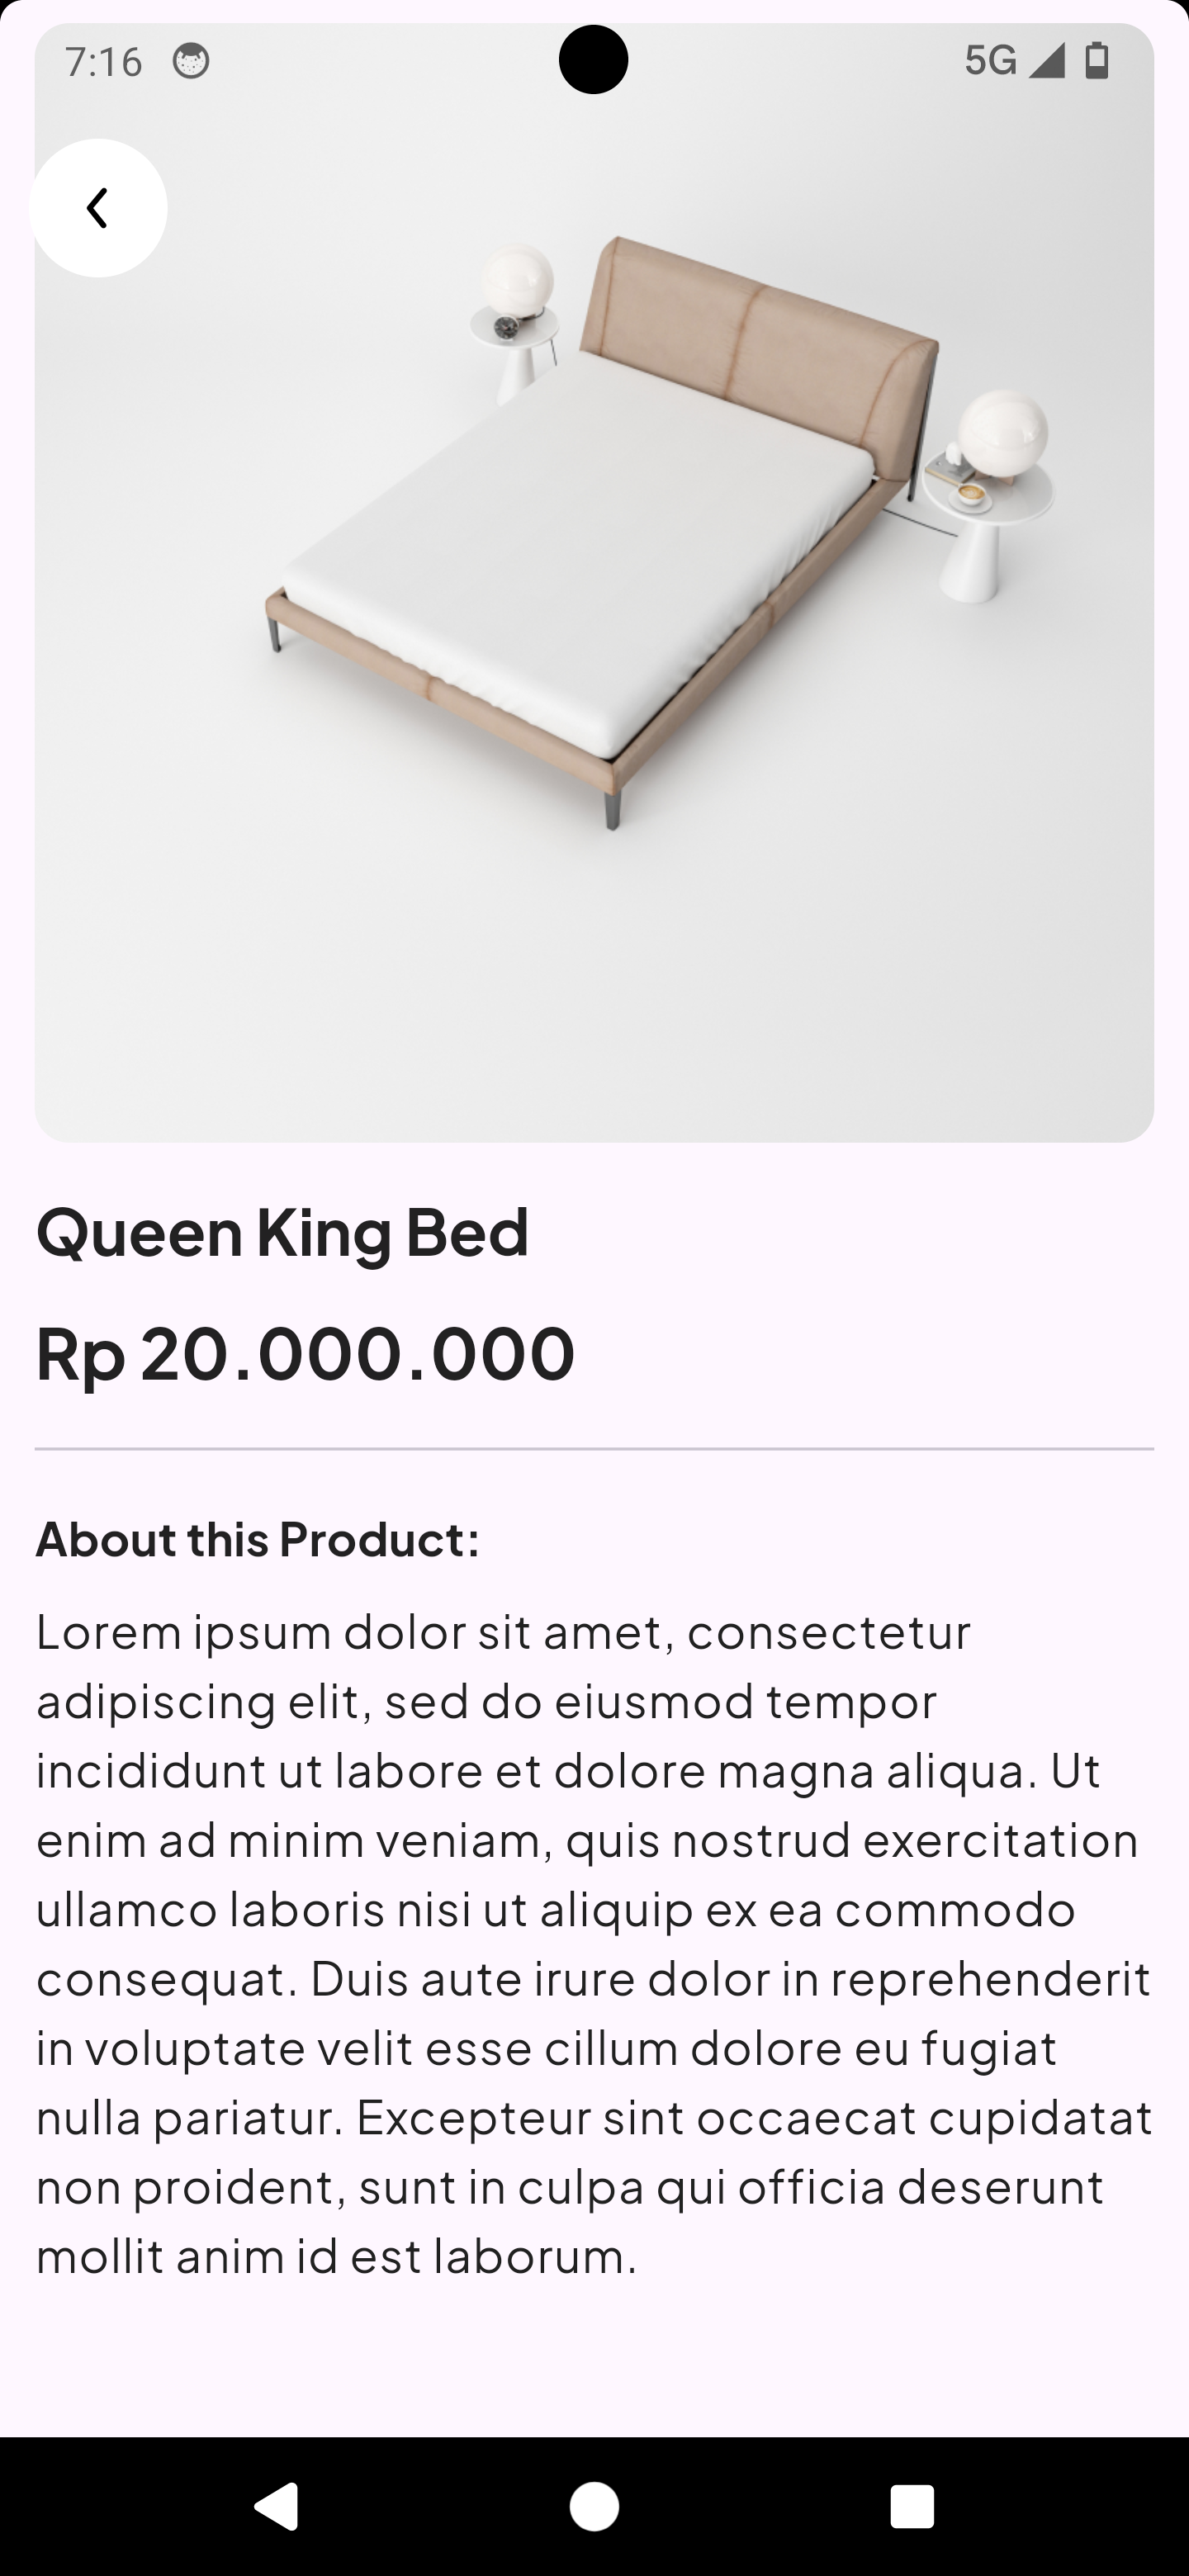 7:16
5G
Queen King Bed
Rp 20.000.000
About this Product:
Lorem ipsum dolor sit amet, consectetur
adipiscing elit, sed do eiusmod tempor
incididunt ut labore et dolore magna aliqua. Ut
enim ad minim veniam, quis nostrud exercitation
ullamco laboris nisi ut aliquip ex ea commodo
consequat. Duis aute irure dolor in reprehenderit
in voluptate velit esse cillum dolore eu fugiat
nulla pariatur. Excepteur sint occaecat cupidatat
non proident, sunt in culpa qui officia deserunt
mollit anim id est laborum.